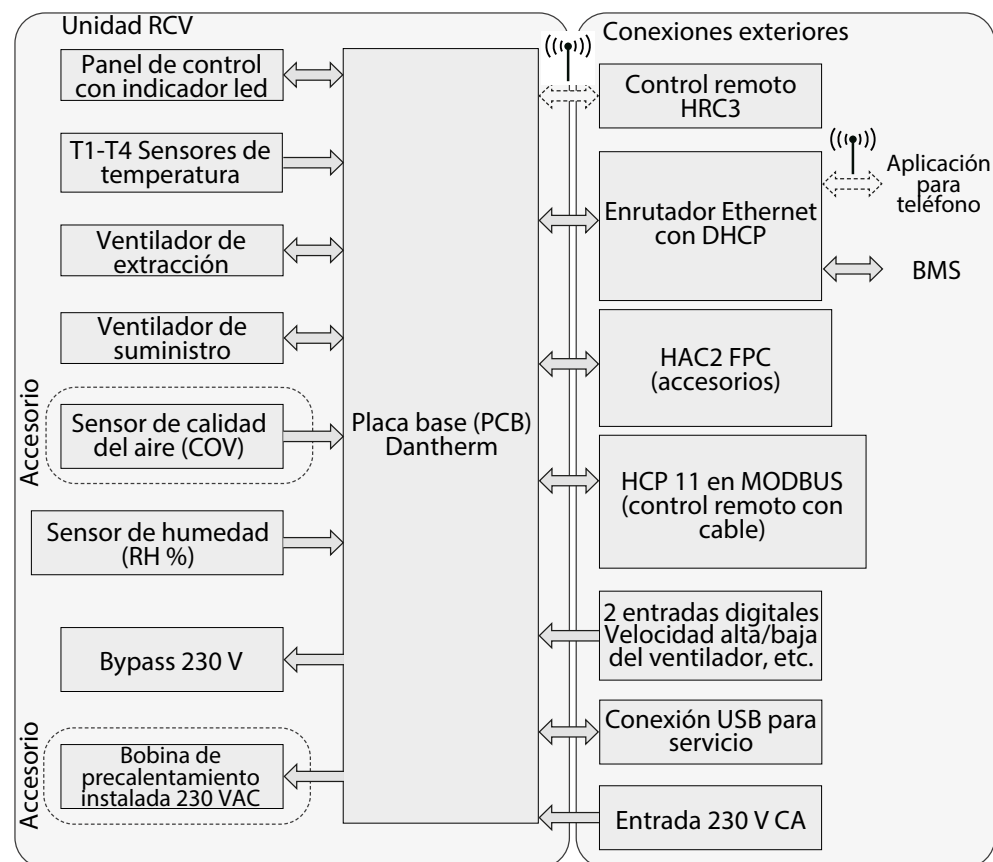 Unidad RCV
Panel de control
con indicador led
T1-T4 Sensores de
temperatura
Ventilador de
extracción
Ventilador de
suministro
Accesorio
Sensor de calidad
del aire (COV)
Sensor de humedad
(RH %)
Bypass 230 V
Accesorio
Bobina de
precalentamiento
instalada 230 VAC
Placa base (PCB)
Dantherm
Conexiones exteriores
Control remoto
HRC3
Enrutador Ethernet
con DHCP
Aplicación
para
teléfono
BMS
HAC2 FPC
(accesorios)
HCP 11 en MODBUS
(control remoto con
cable)
2 entradas digitales
Velocidad alta/baja
del ventilador, etc.
Conexión USB para
servicio
Entrada 230 V CA